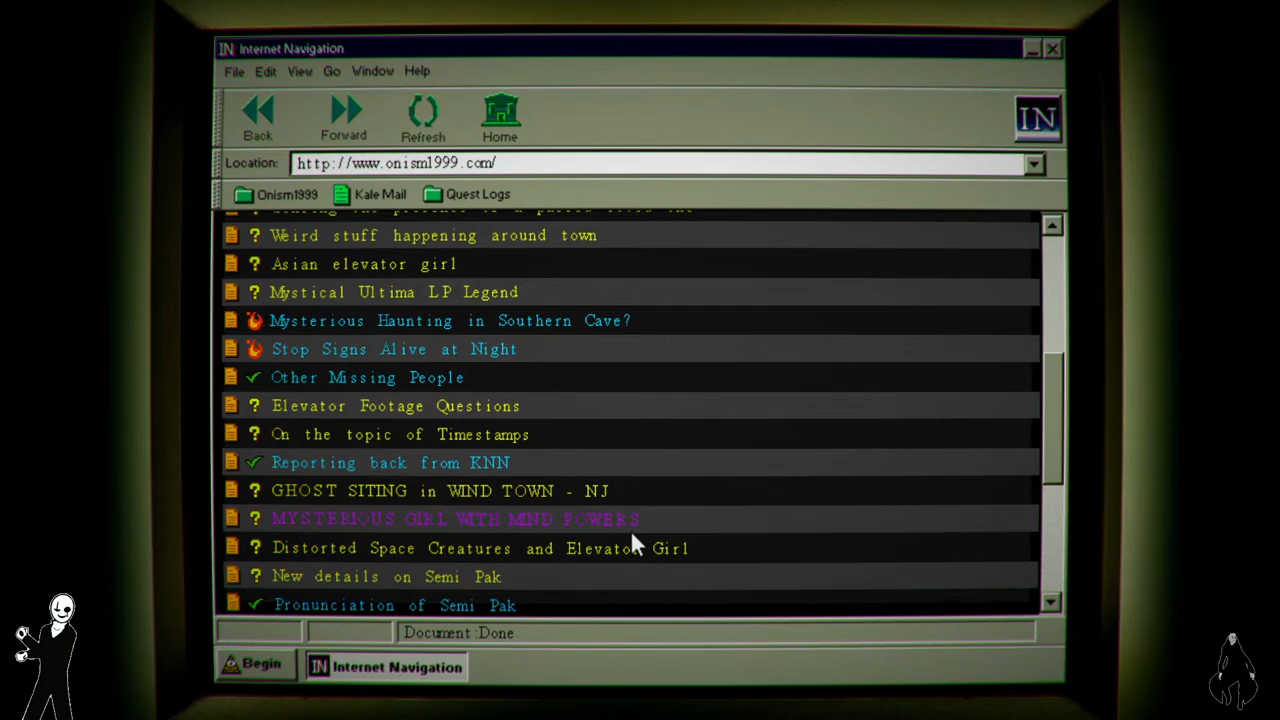 IN Internet Navigation
File Edit View Go Window Help
Back Forward Refresh Home IN
Location: http://www.onism1999.com/
Onism1999 Kale Mail Quest Logs
? Weird stuff happening around town
? Asian elevator girl
? Mystical Ultima LP Legend
Mysterious Haunting in Southern Cave?
Stop Signs Alive at Night
Other Missing People
? Elevator Footage Questions
? On the topic of Timestamps
Reporting back from KNN
? GHOST SITING in WIND TOWN - NJ
? MYSTERIOUS GIRL WITH MIND POWERS
? Distorted Space Creatures and Elevator Girl
? New details on Semi Pak
Pronunciation of Semi Pak
Document :Done
Begin IN Internet Navigation